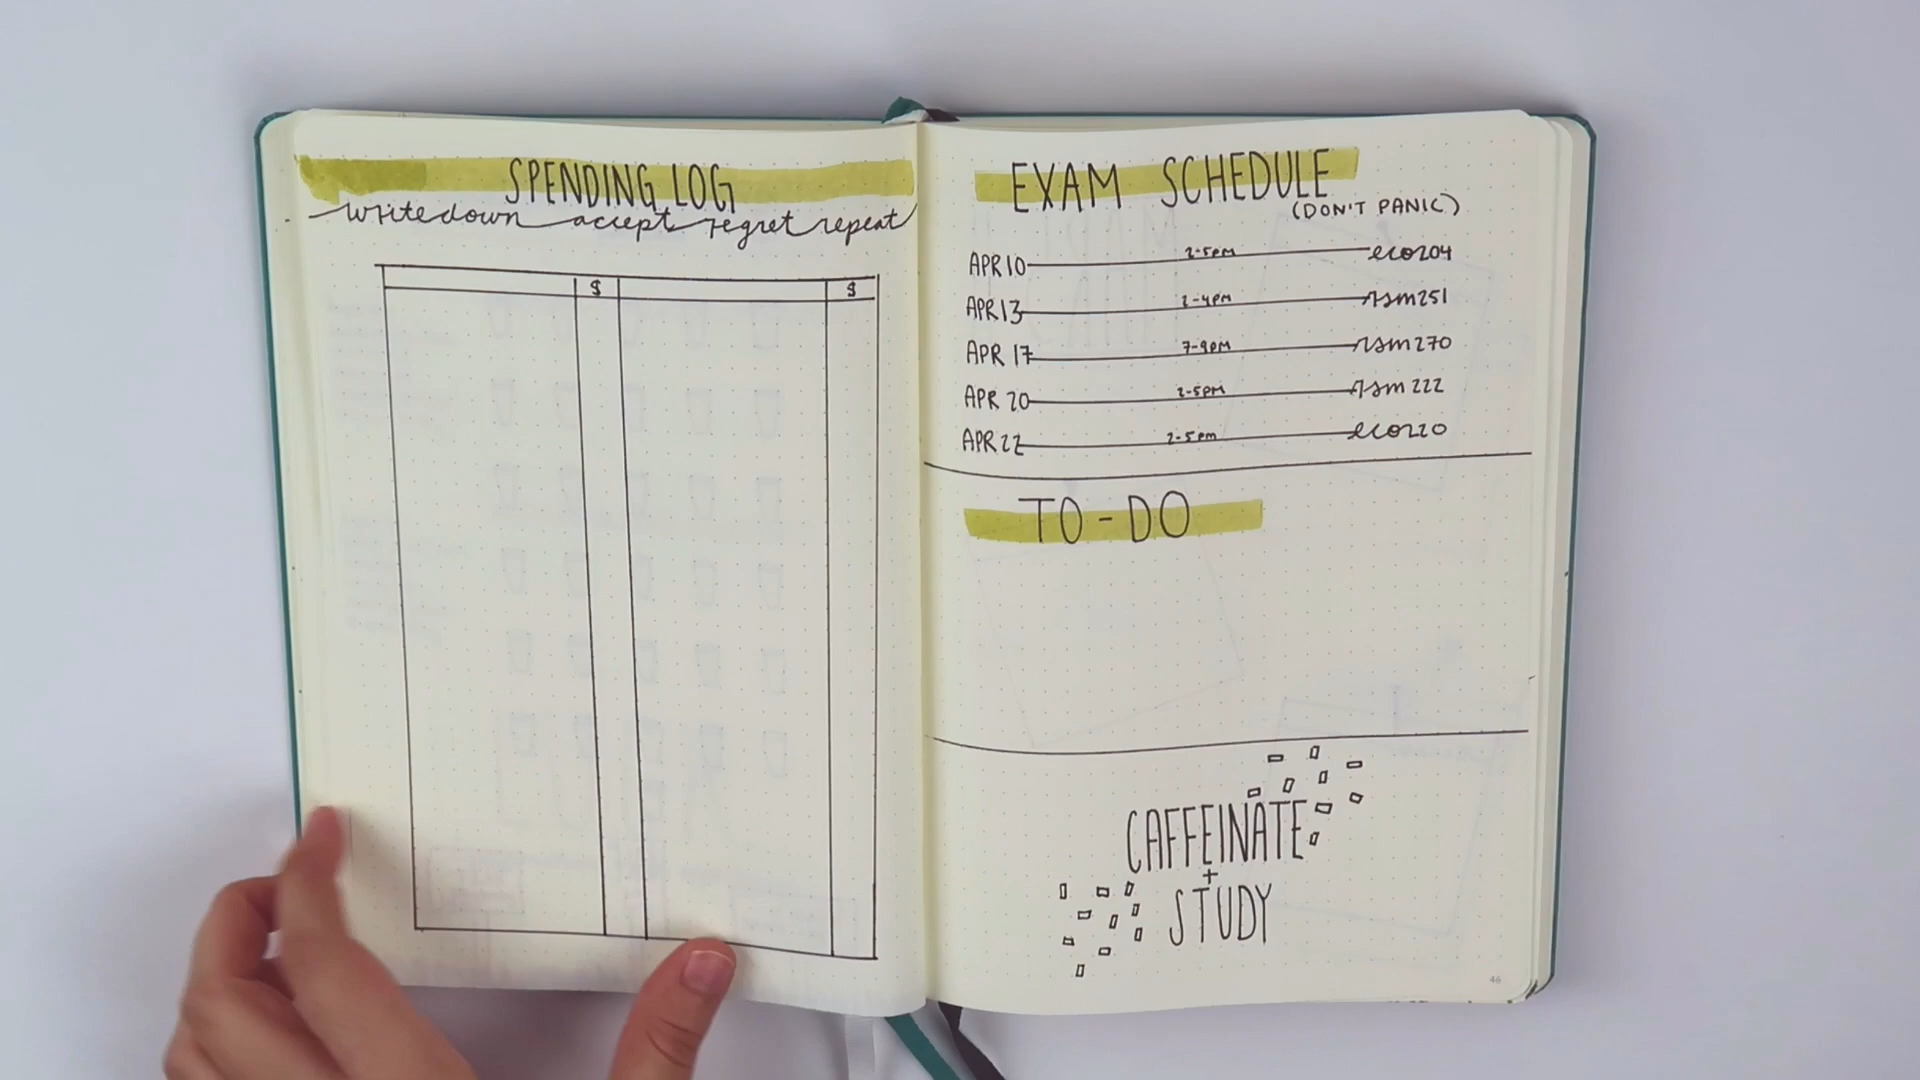 SPENDING LOG
write down accept regret repeat
$ $
EXAM SCHEDULE
(DON'T PANIC)
APR 10 2-5PM eco204
APR 13 2-4PM rsm251
APR 17 7-9PM rsm270
APR 20 2-5PM rsm222
APR 22 2-5PM eco220
TO-DO
CAFFEINATE
+
STUDY
46